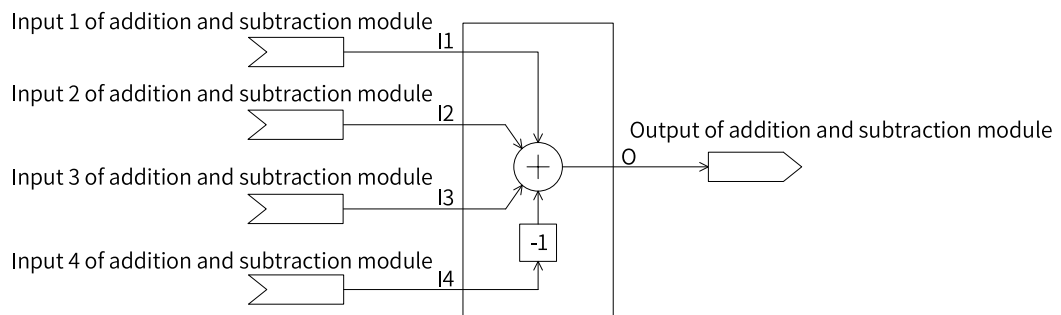 Input 1 of addition and subtraction module
I1
Input 2 of addition and subtraction module
I2
Output of addition and subtraction module
O
Input 3 of addition and subtraction module
I3
-1
Input 4 of addition and subtraction module
I4